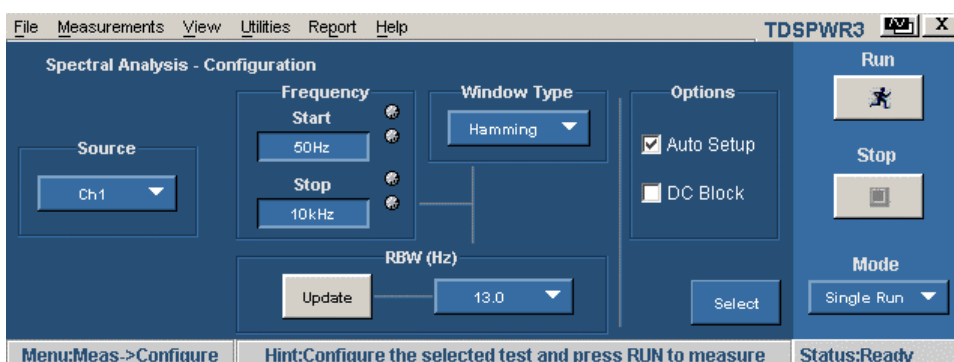 File Measurements View Utilities Report Help TDSPWR3 X
Spectral Analysis - Configuration
Source
Ch1
Frequency
Start
50Hz
Stop
10kHz
Window Type
Hamming
RBW (Hz)
Update
13.0
Options
Auto Setup
DC Block
Select
Run
Stop
Mode
Single Run
Menu:Meas->Configure
Hint:Configure the selected test and press RUN to measure
Status:Ready